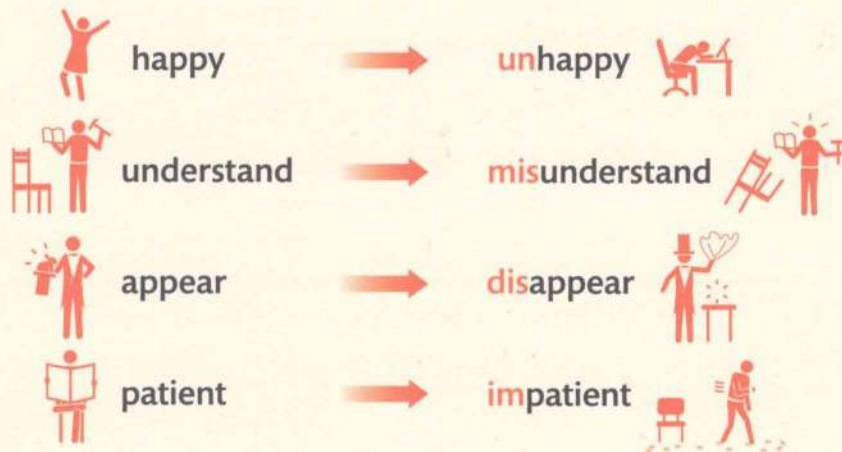 happy unhappy
understand misunderstand
appear disappear
patient impatient